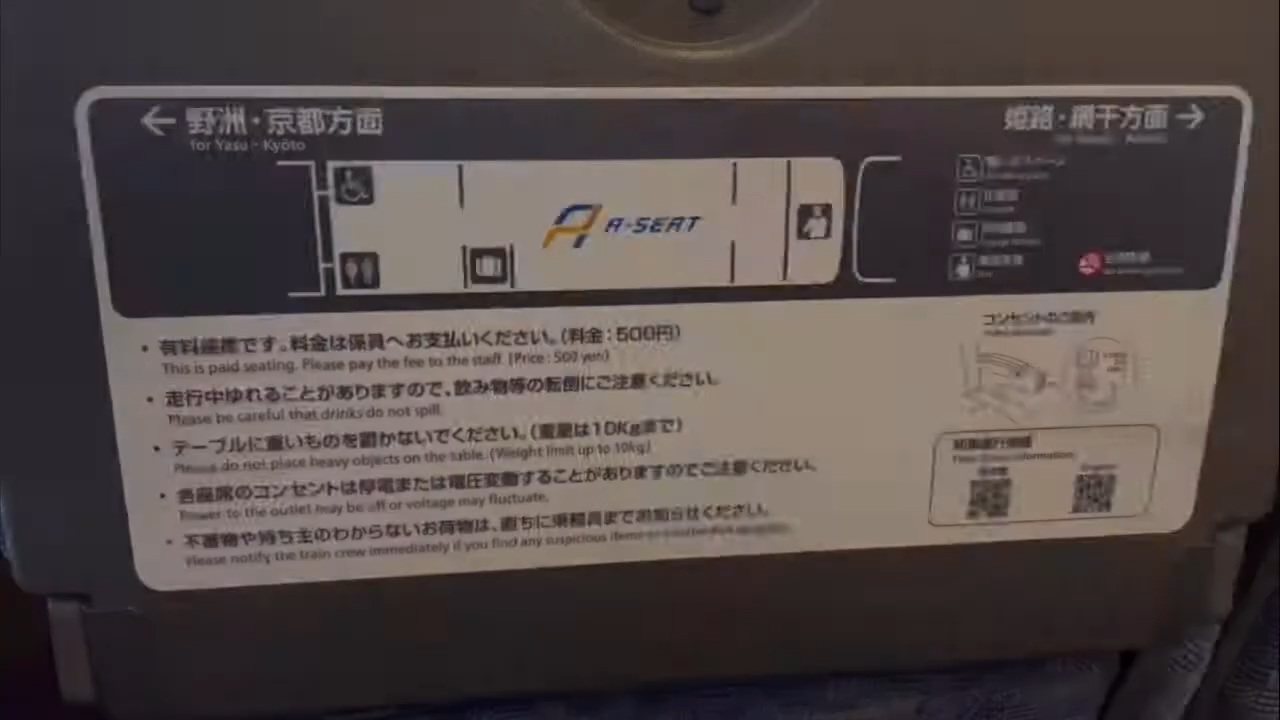 ← 野洲・京都方面
for Yasu・Kyōto
姫路・網干方面 →
A-SEAT
・有料座席です。料金は係員へお支払いください。(料金：500円)
This is paid seating. Please pay the fee to the staff. (Price : 500 yen)
・走行中ゆれることがありますので、飲み物等の転倒にご注意ください。
Please be careful that drinks do not spill.
・テーブルに重いものを置かないでください。(重量は10Kgまで)
Please do not place heavy objects on the table. (Weight limit up to 10kg)
・各座席のコンセントは停電または電圧変動することがありますのでご注意ください。
Power to the outlet may be off or voltage may fluctuate.
・不審物や持ち主のわからないお荷物は、直ちに乗務員までお知らせください。
Please notify the train crew immediately if you find any suspicious items
コンセントのご案内